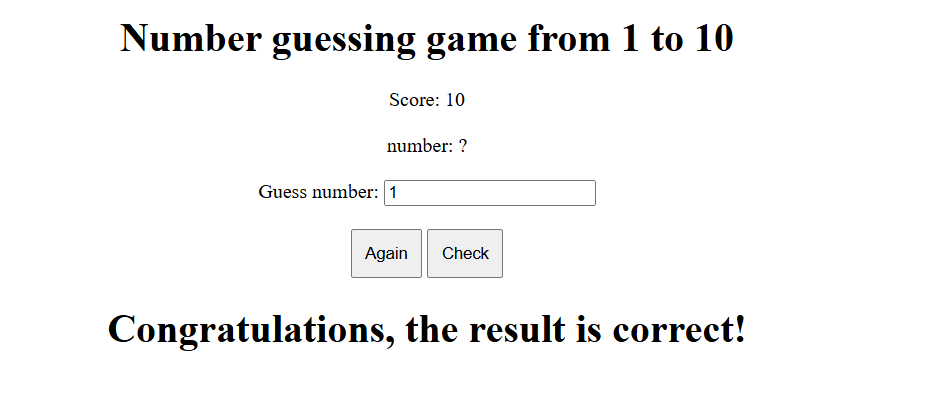 Number guessing game from 1 to 10
Score: 10
number: ?
Guess number: 1
Again Check
Congratulations, the result is correct!